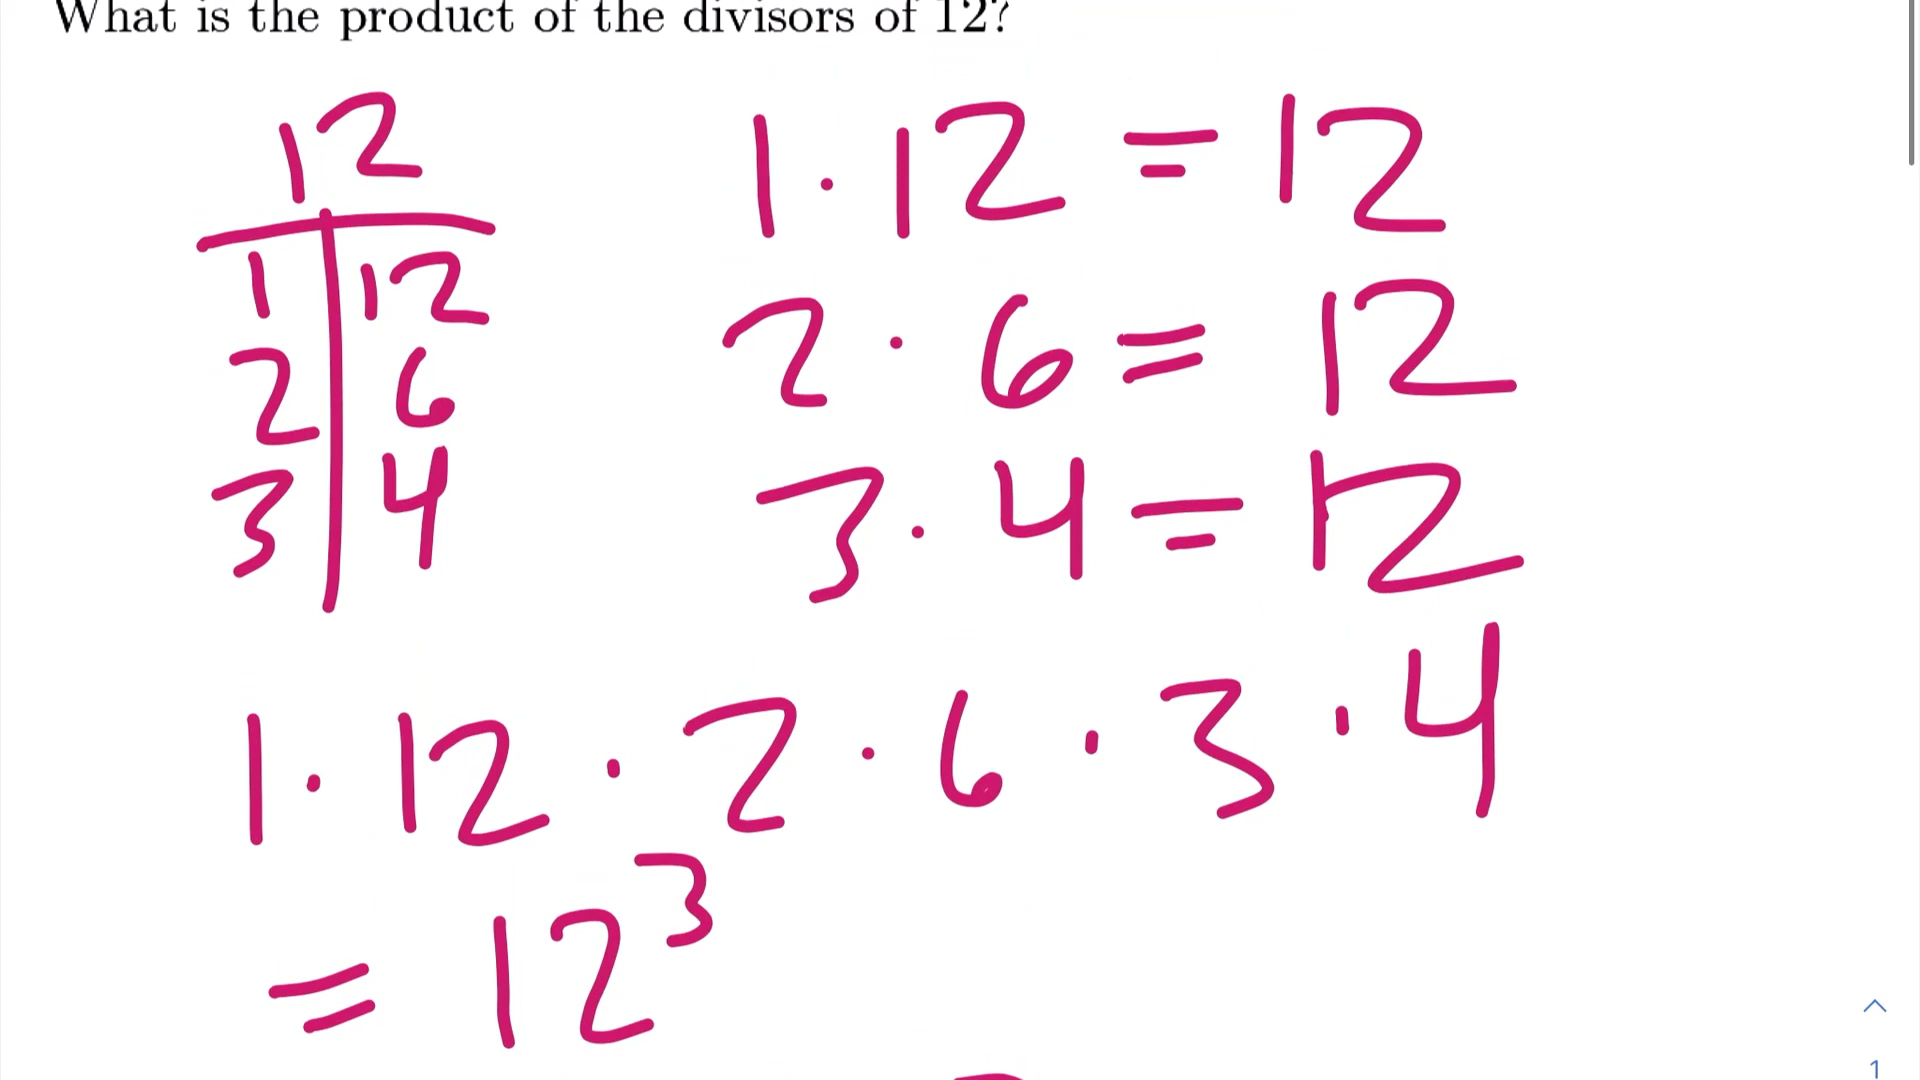 What is the product of the divisors of 12?
12
1 12
2 6
3 4
1 · 12 = 12
2 · 6 = 12
3 · 4 = 12
1 · 12 · 2 · 6 · 3 · 4
= 12³
1